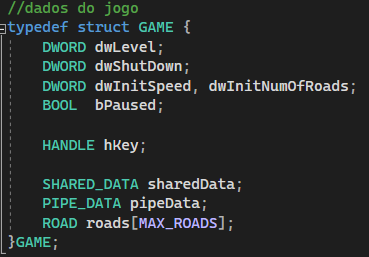 //dados do jogo
typedef struct GAME {
DWORD dwLevel;
DWORD dwShutDown;
DWORD dwInitSpeed, dwInitNumOfRoads;
BOOL  bPaused;
HANDLE hKey;
SHARED_DATA sharedData;
PIPE_DATA pipeData;
ROAD roads[MAX_ROADS];
}GAME;